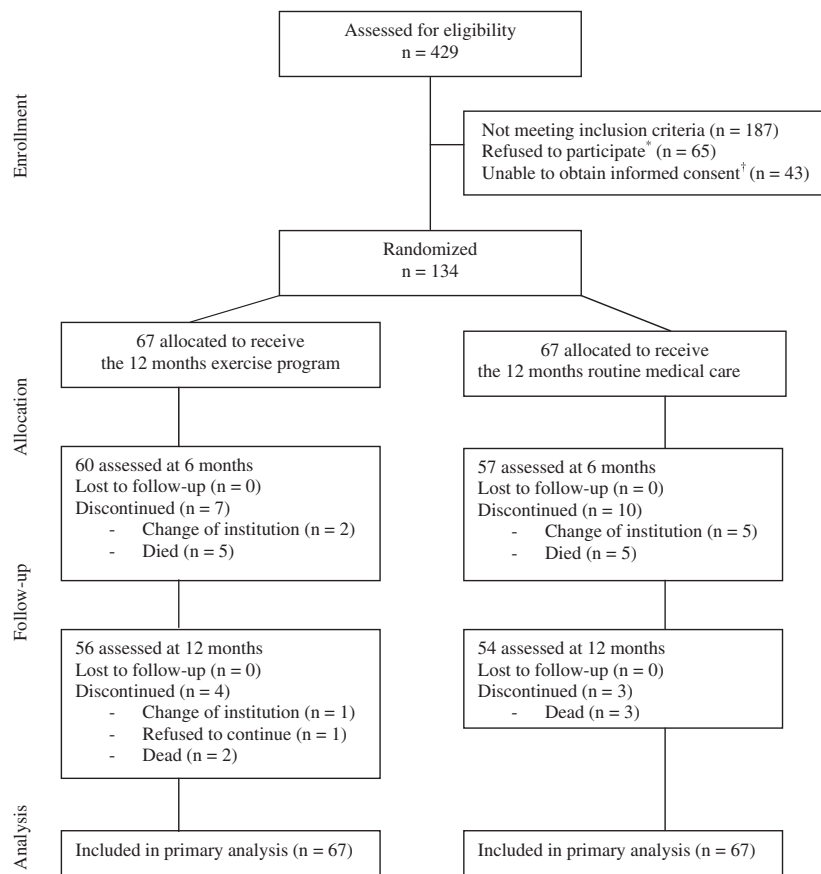 Assessed for eligibility
n = 429
Enrollment
Not meeting inclusion criteria (n = 187)
Refused to participate* (n = 65)
Unable to obtain informed consent† (n = 43)
Randomized
n = 134
Allocation
67 allocated to receive
the 12 months exercise program
67 allocated to receive
the 12 months routine medical care
Follow-up
60 assessed at 6 months
Lost to follow-up (n = 0)
Discontinued (n = 7)
- Change of institution (n = 2)
- Died (n = 5)
57 assessed at 6 months
Lost to follow-up (n = 0)
Discontinued (n = 10)
- Change of institution (n = 5)
- Died (n = 5)
56 assessed at 12 months
Lost to follow-up (n = 0)
Discontinued (n = 4)
- Change of institution (n = 1)
- Refused to continue (n = 1)
- Dead (n = 2)
54 assessed at 12 months
Lost to follow-up (n = 0)
Discontinued (n = 3)
- Dead (n = 3)
Analysis
Included in primary analysis (n = 67)
Included in primary analysis (n = 67)